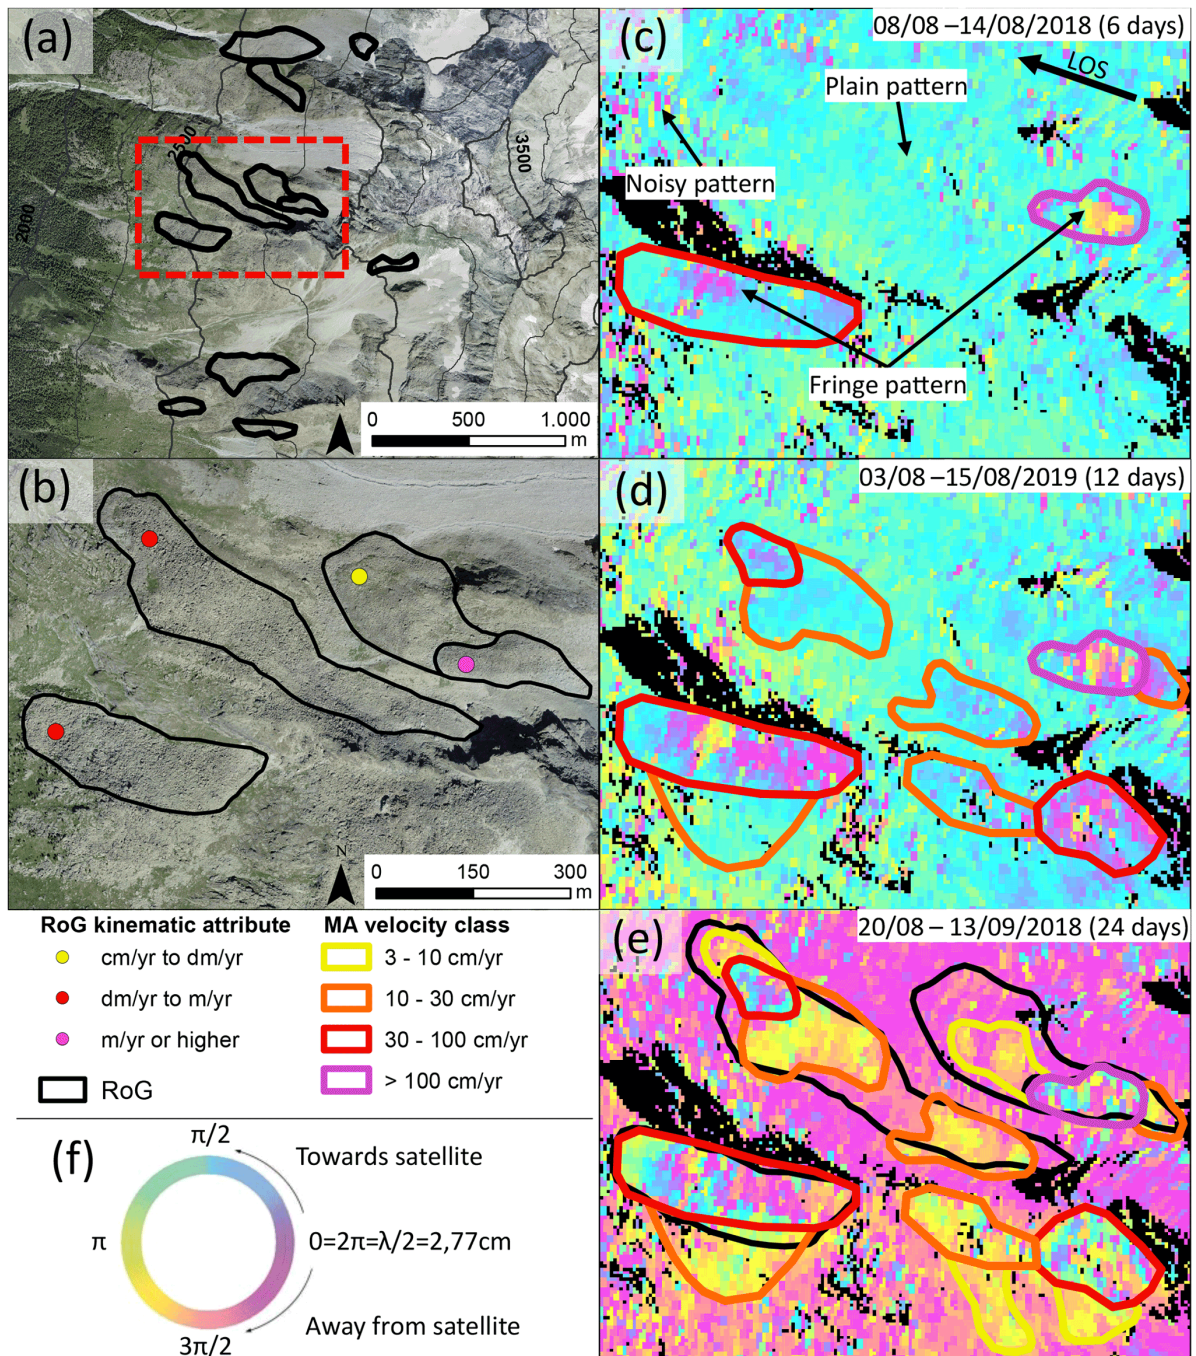 (a)
2500
3500
2000
N
0 500 1.000
m
(b)
N
0 150 300
m
RoG kinematic attribute
cm/yr to dm/yr
dm/yr to m/yr
m/yr or higher
RoG
MA velocity class
3 - 10 cm/yr
10 - 30 cm/yr
30 - 100 cm/yr
> 100 cm/yr
(c)
08/08 –14/08/2018 (6 days)
LOS
Plain pattern
Noisy pattern
Fringe pattern
(d)
03/08 –15/08/2019 (12 days)
(e)
20/08 – 13/09/2018 (24 days)
(f)
π/2
Towards satellite
π
0=2π=λ/2=2,77cm
Away from satellite
3π/2